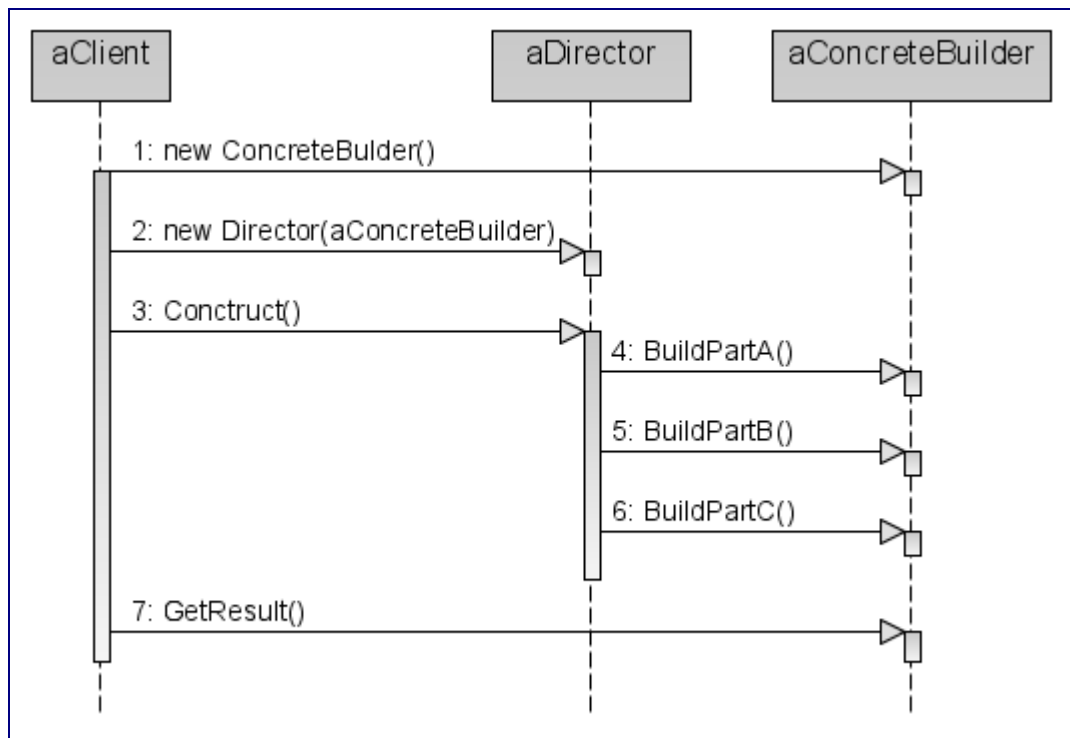 aClient
aDirector
aConcreteBuilder
1: new ConcreteBulder()
2: new Director(aConcreteBuilder)
3: Conctruct()
4: BuildPartA()
5: BuildPartB()
6: BuildPartC()
7: GetResult()